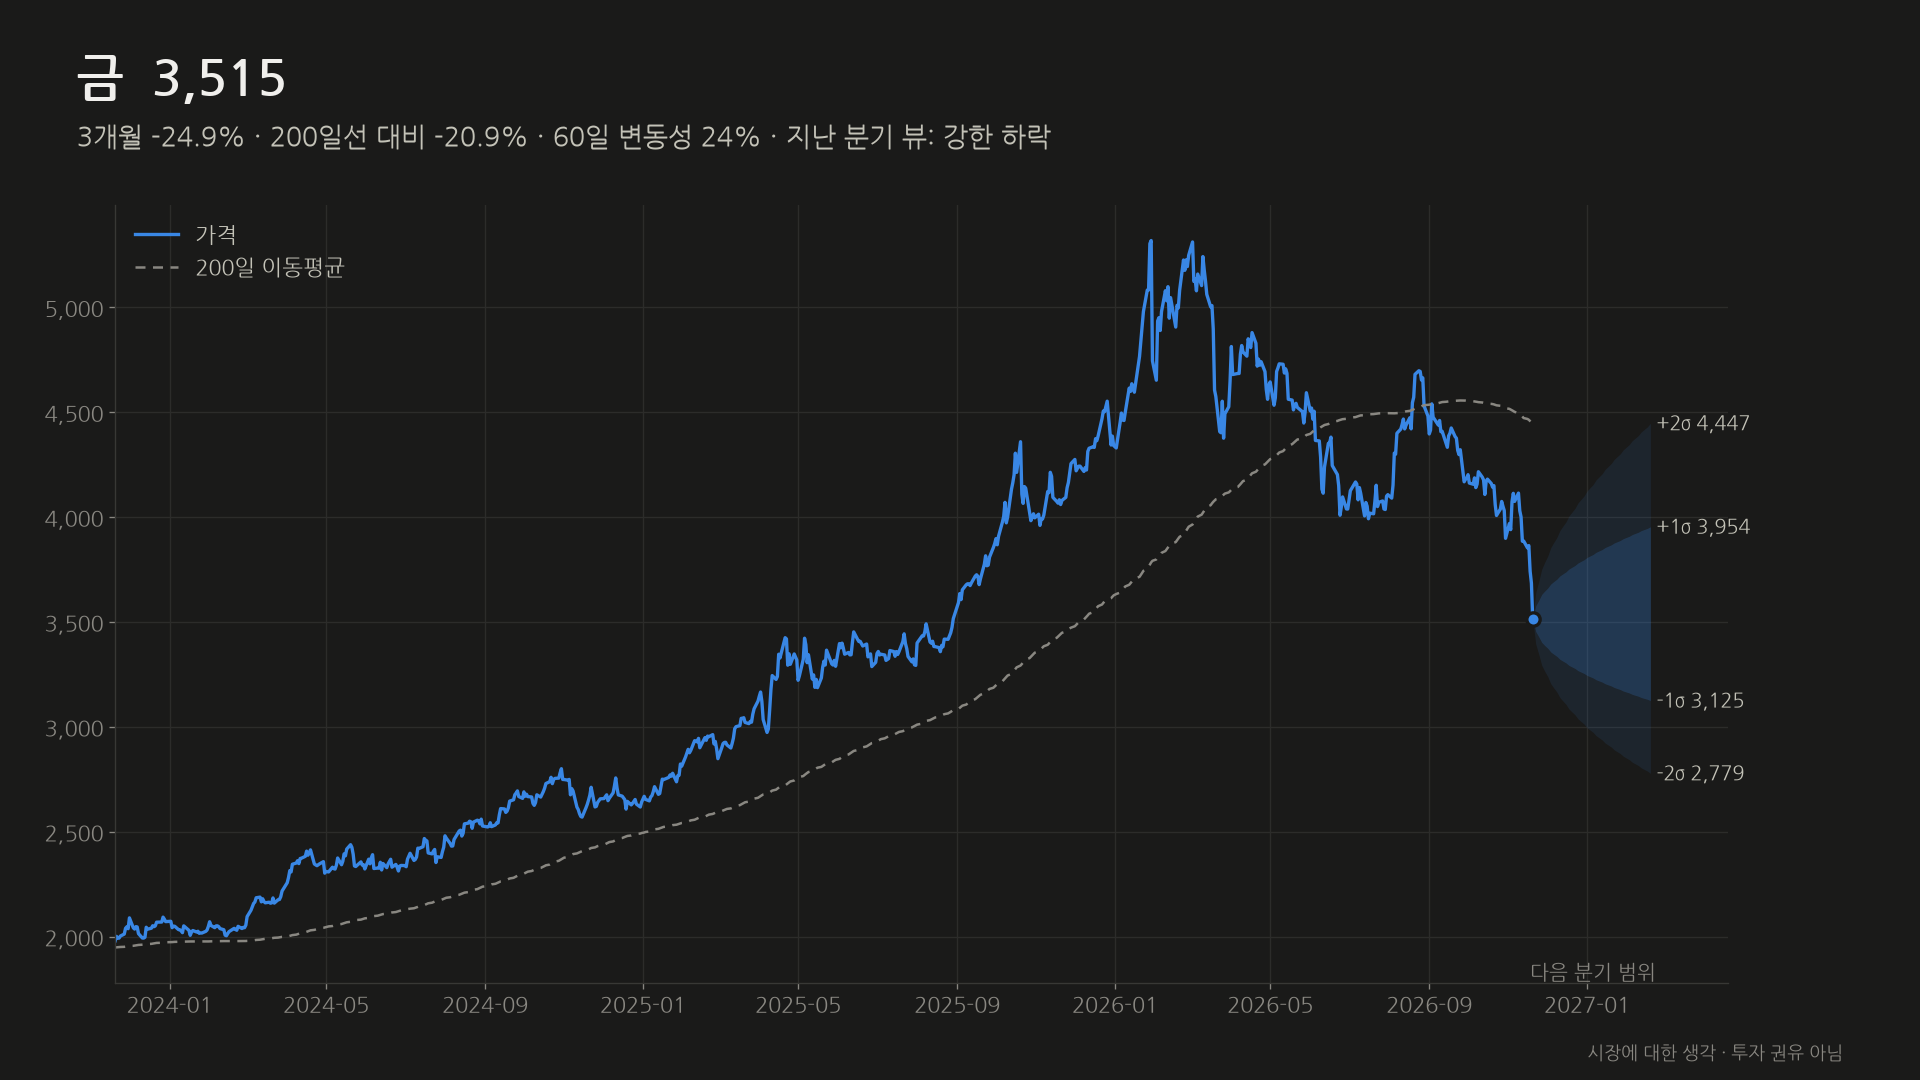 금 3,515
3개월 -24.9% · 200일선 대비 -20.9% · 60일 변동성 24% · 지난 분기 뷰: 강한 하락
가격
200일 이동평균
5,000
4,500
4,000
3,500
3,000
2,500
2,000
+2σ 4,447
+1σ 3,954
-1σ 3,125
-2σ 2,779
다음 분기 범위
2024-01
2024-05
2024-09
2025-01
2025-05
2025-09
2026-01
2026-05
2026-09
2027-01
시장에 대한 생각 · 투자 권유 아님